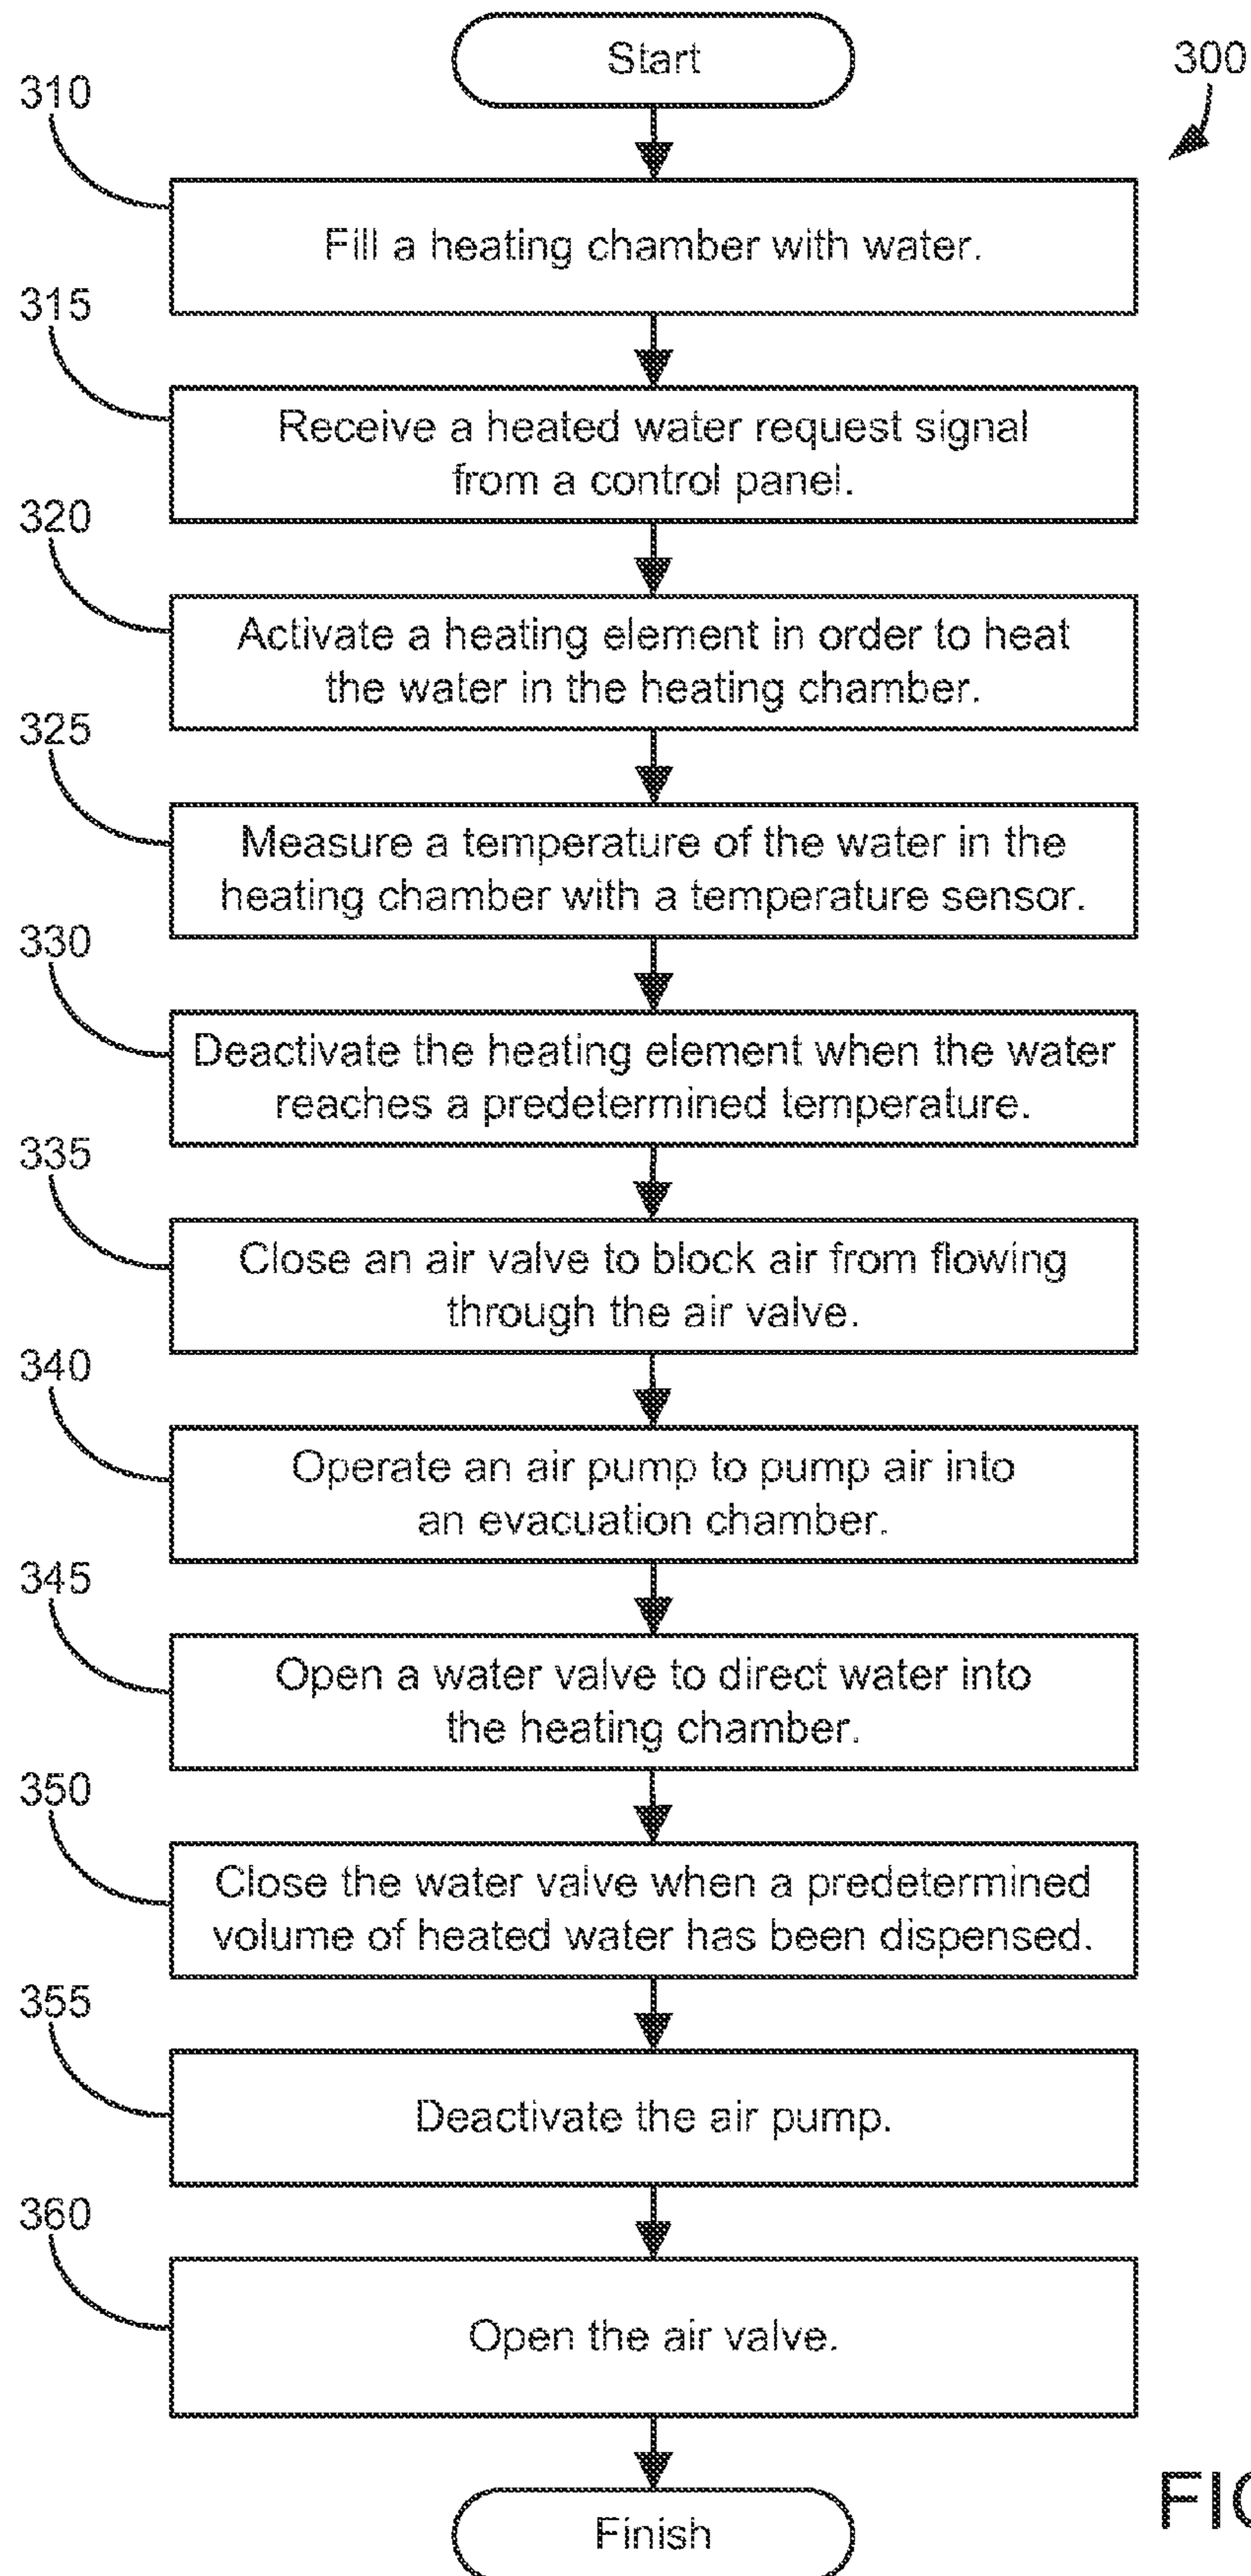 Start
300
310
Fill a heating chamber with water.
315
Receive a heated water request signal
from a control panel.
320
Activate a heating element in order to heat
the water in the heating chamber.
325
Measure a temperature of the water in the
heating chamber with a temperature sensor.
330
Deactivate the heating element when the water
reaches a predetermined temperature.
335
Close an air valve to block air from flowing
through the air valve.
340
Operate an air pump to pump air into
an evacuation chamber.
345
Open a water valve to direct water into
the heating chamber.
350
Close the water valve when a predetermined
volume of heated water has been dispensed.
355
Deactivate the air pump.
360
Open the air valve.
Finish